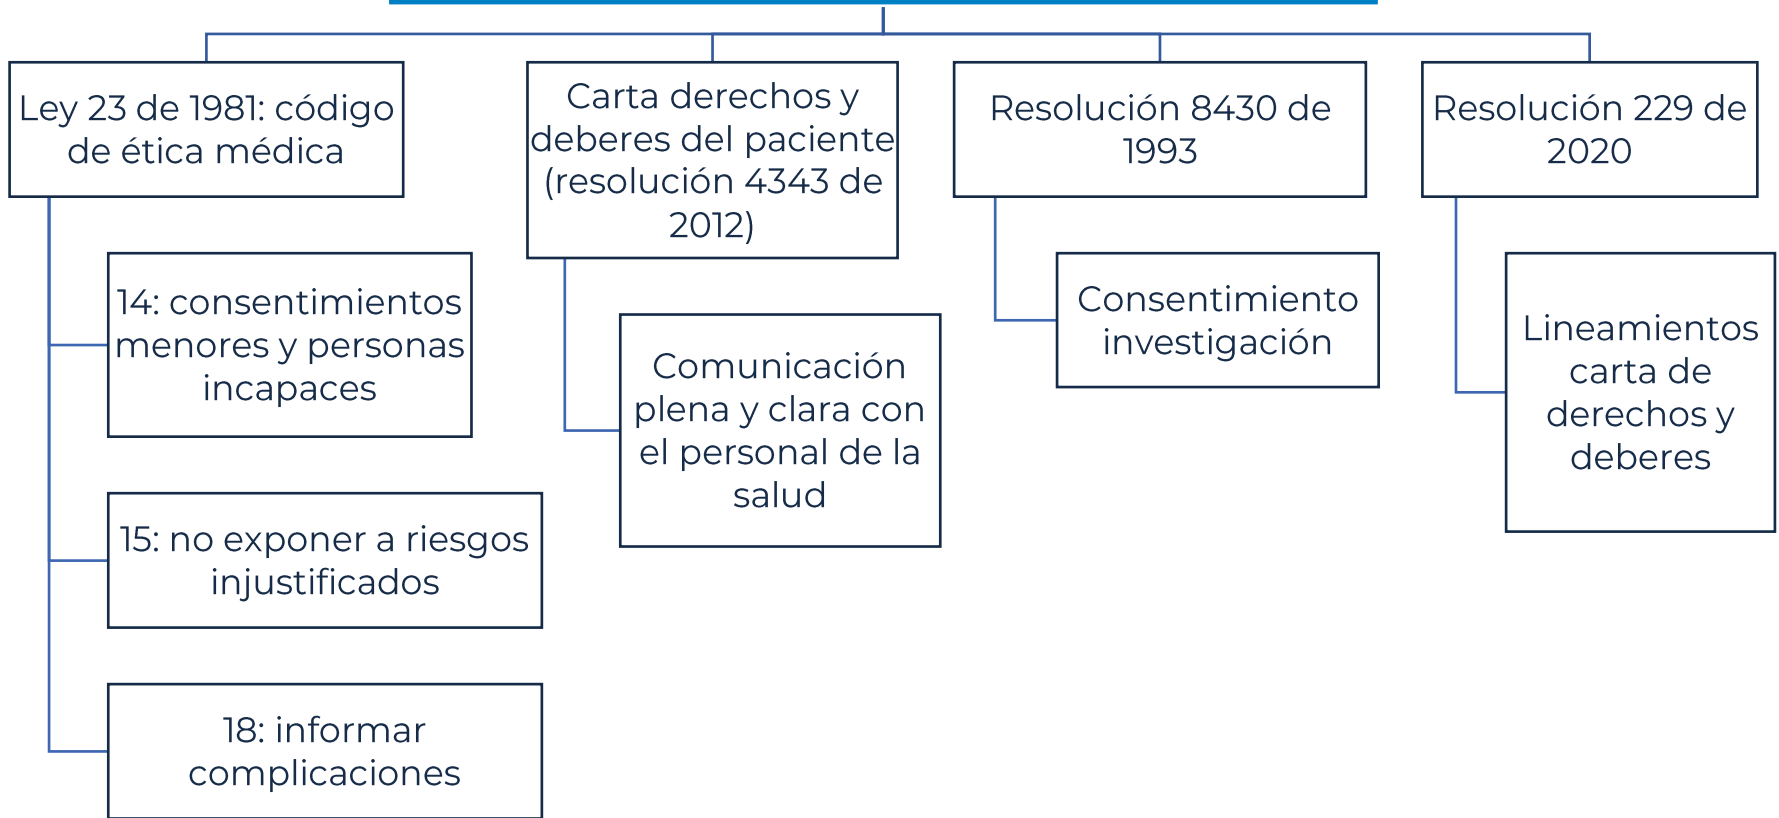 Ley 23 de 1981: código
de ética médica
14: consentimientos
menores y personas
incapaces
15: no exponer a riesgos
injustificados
18: informar
complicaciones
Carta derechos y
deberes del paciente
(resolución 4343 de
2012)
Comunicación
plena y clara con
el personal de la
salud
Resolución 8430 de
1993
Consentimiento
investigación
Resolución 229 de
2020
Lineamientos
carta de
derechos y
deberes